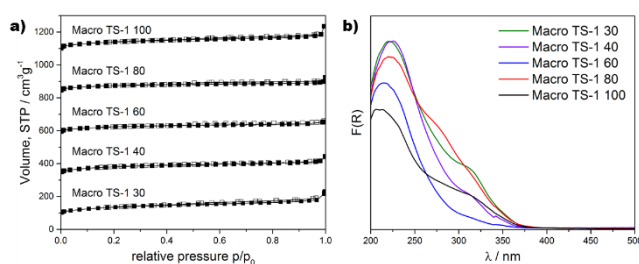 a)
Volume, STP / cm³g⁻¹
1200
1000
800
600
400
200
0
Macro TS-1 100
Macro TS-1 80
Macro TS-1 60
Macro TS-1 40
Macro TS-1 30
0.0 0.2 0.4 0.6 0.8 1.0
relative pressure p/p₀
b)
F(R)
Macro TS-1 30
Macro TS-1 40
Macro TS-1 60
Macro TS-1 80
Macro TS-1 100
200 250 300 350 400 450 500
λ / nm